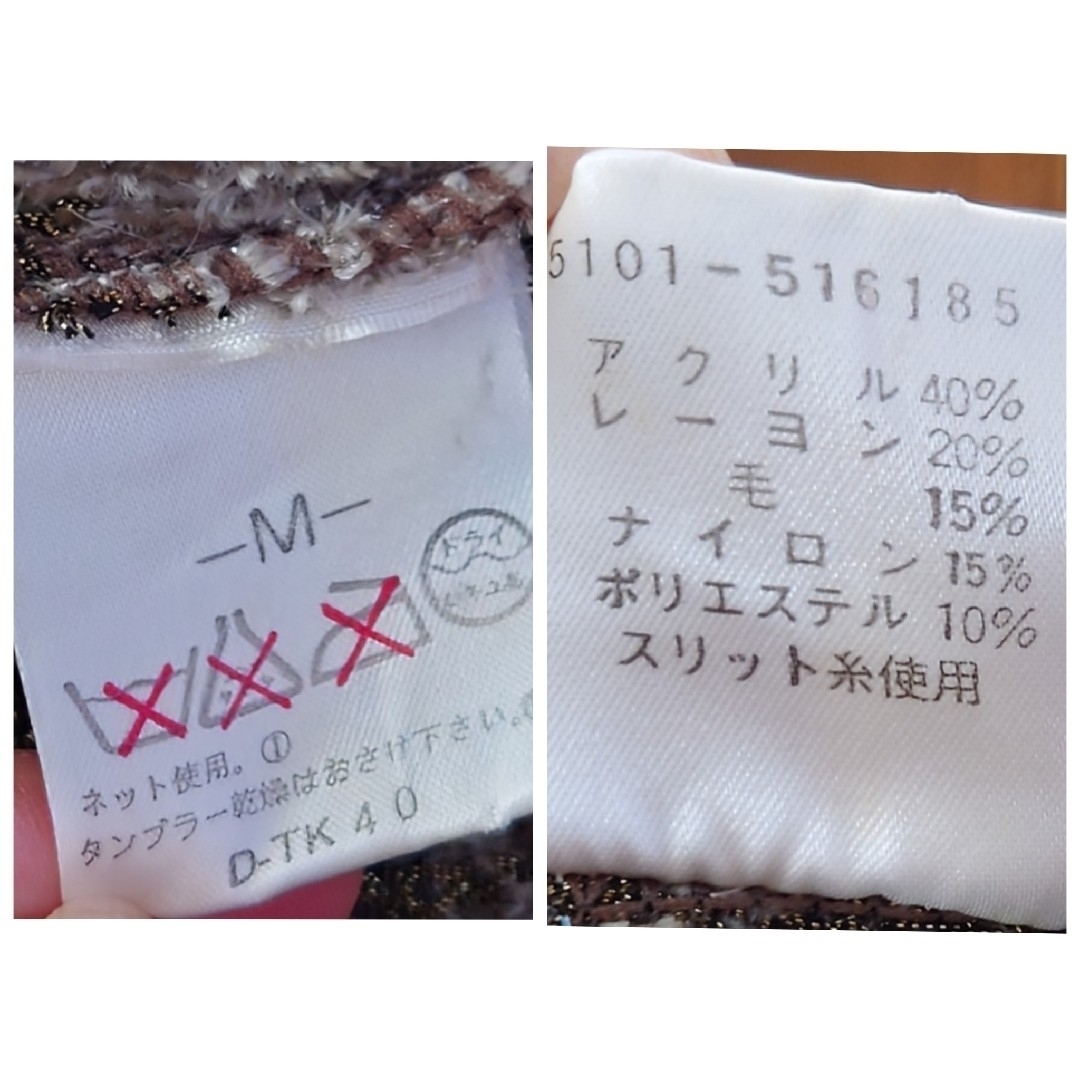 -M-
ドライ
ネット使用。①
タンブラー乾燥はおさけ下さい。
D-TK 40
5101-516185
アクリル 40%
レーヨン 20%
毛 15%
ナイロン 15%
ポリエステル 10%
スリット糸使用